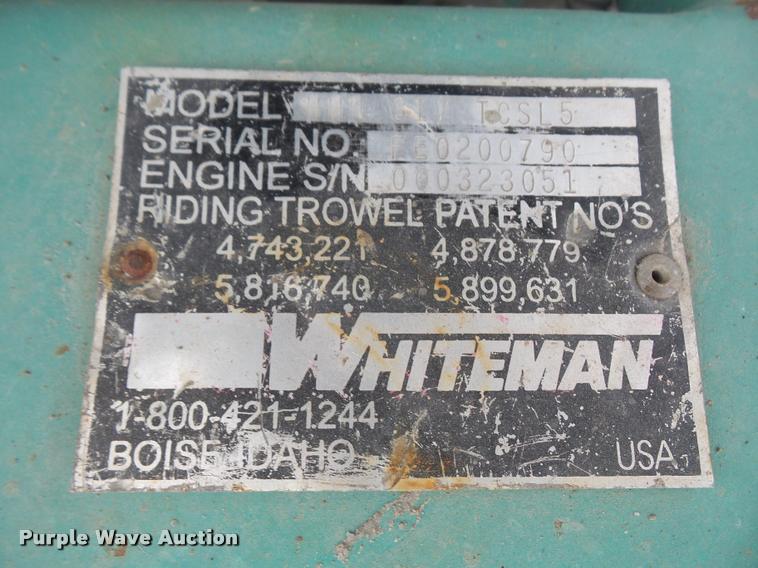 MODEL TCSL5
SERIAL NO. 0200790
ENGINE S/N 000323051
RIDING TROWEL PATENT NO'S
4,743,221 4,878,779
5,816,740 5,899,631
WHITEMAN
1-800-421-1244
BOISE, IDAHO USA
Purple Wave Auction